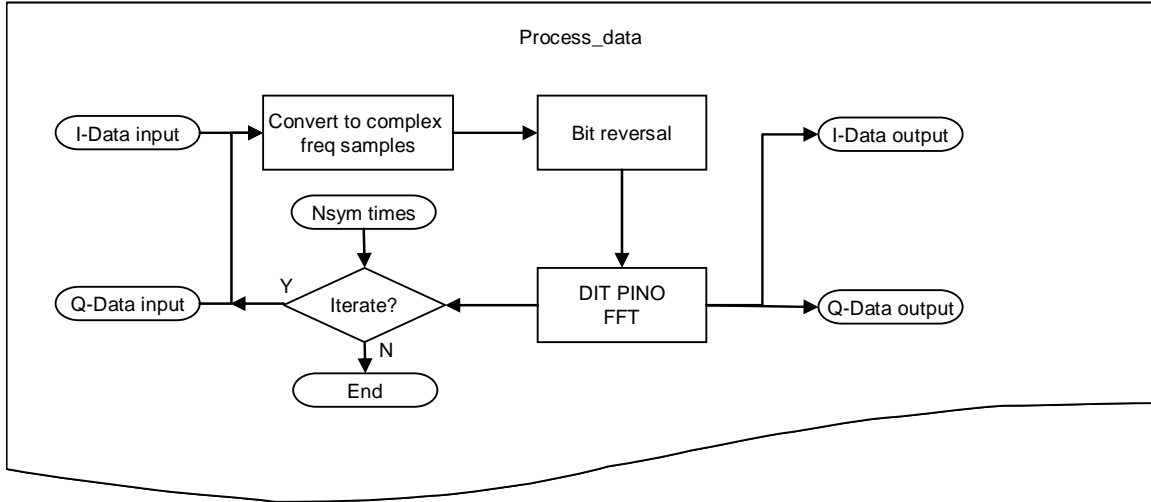 Process_data
I-Data input
Convert to complex
freq samples
Bit reversal
I-Data output
Nsym times
Q-Data input
Y
Iterate?
DIT PINO
FFT
Q-Data output
N
End